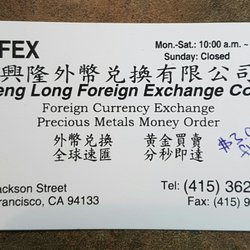 FEX
Mon.-Sat.: 10:00 a.m. ~
Sunday: Closed
興隆外幣兌換有限公司
eng Long Foreign Exchange Co
Foreign Currency Exchange
Precious Metals Money Order
外幣兌換 黃金買賣
全球速匯 分秒即達
ackson Street
rancisco, CA 94133
Tel: (415) 362
Fax: (415) 9